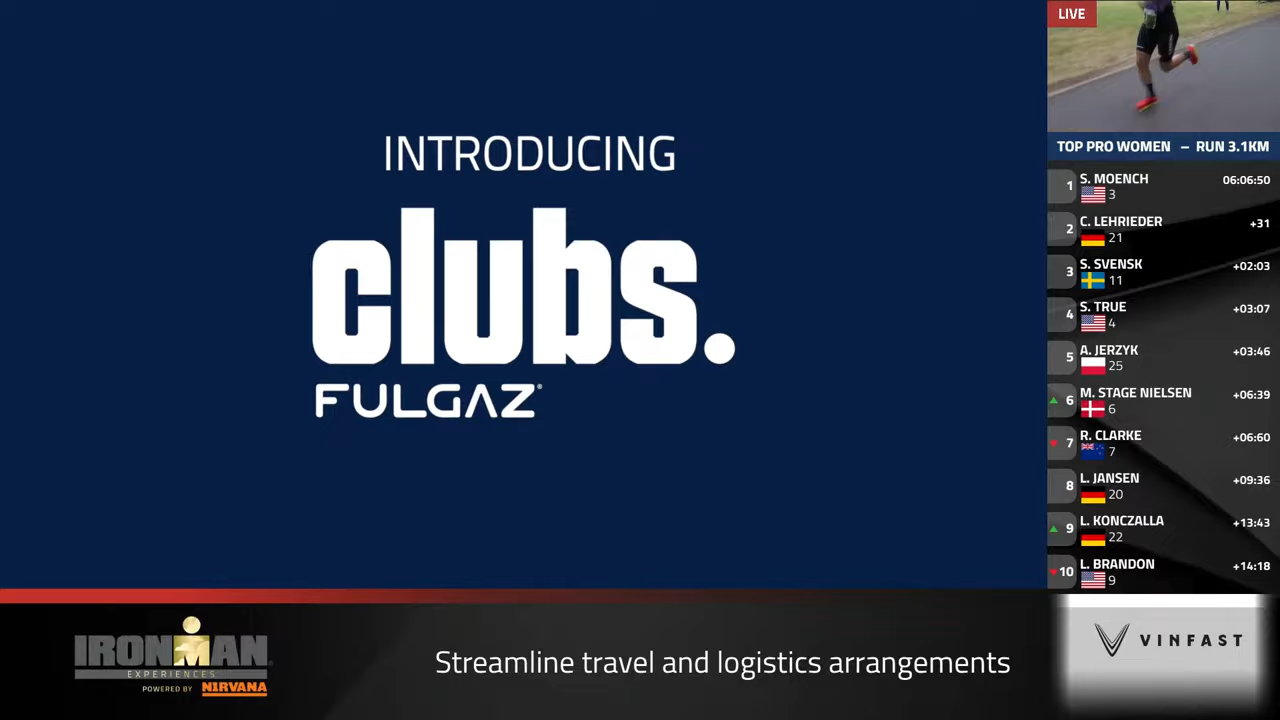 INTRODUCING
clubs.
FULGAZ
LIVE
TOP PRO WOMEN – RUN 3.1KM
1 S. MOENCH 06:06:50
3
2 C. LEHRIEDER +31
21
3 S. SVENSK +02:03
11
4 S. TRUE +03:07
4
5 A. JERZYK +03:46
25
6 M. STAGE NIELSEN +06:39
6
7 R. CLARKE +06:60
7
8 L. JANSEN +09:36
20
9 L. KONCZALLA +13:43
22
10 L. BRANDON +14:18
9
IRONMAN
EXPERIENCES
POWERED BY NIRVANA
Streamline travel and logistics arrangements
VINFAST